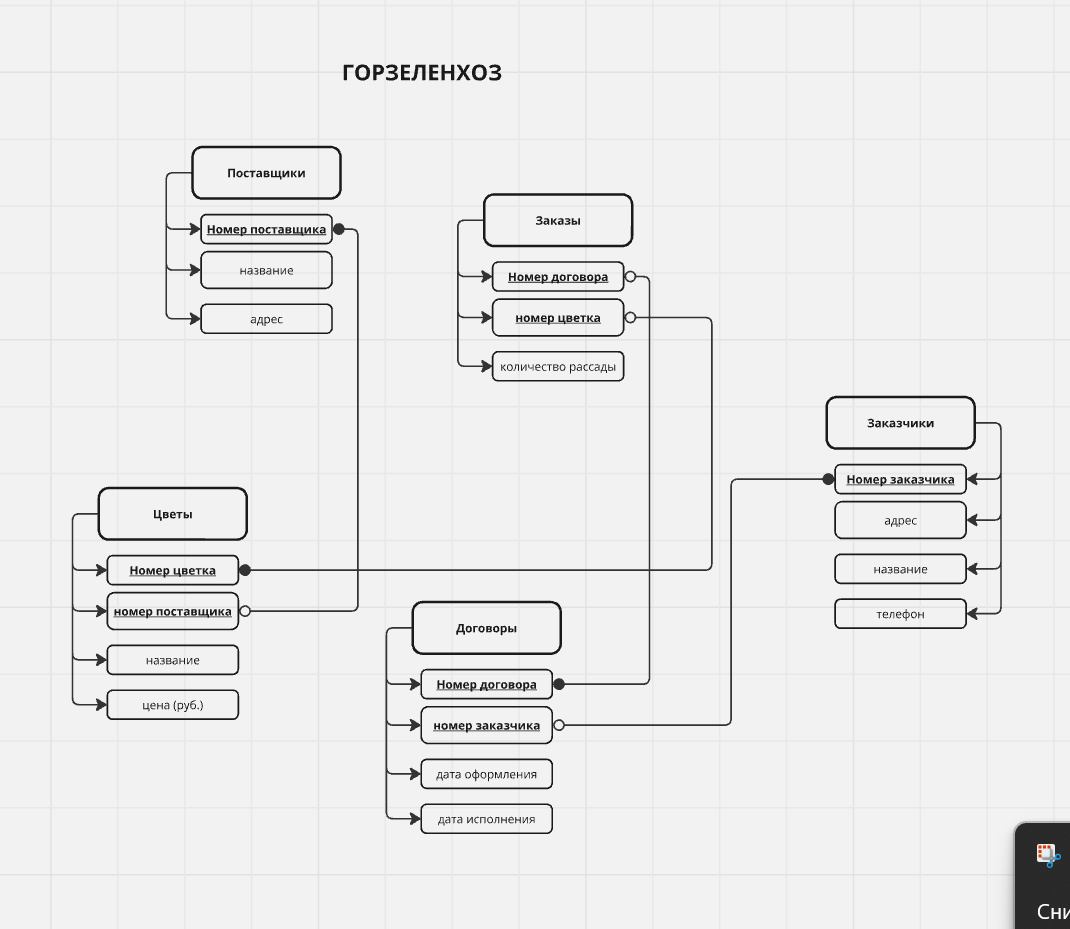 ГОРЗЕЛЕНХОЗ
Поставщики
Номер поставщика
название
адрес
Заказы
Номер договора
номер цветка
количество рассады
Заказчики
Номер заказчика
адрес
название
телефон
Цветы
Номер цветка
номер поставщика
название
цена (руб.)
Договоры
Номер договора
номер заказчика
дата оформления
дата исполнения
Сни